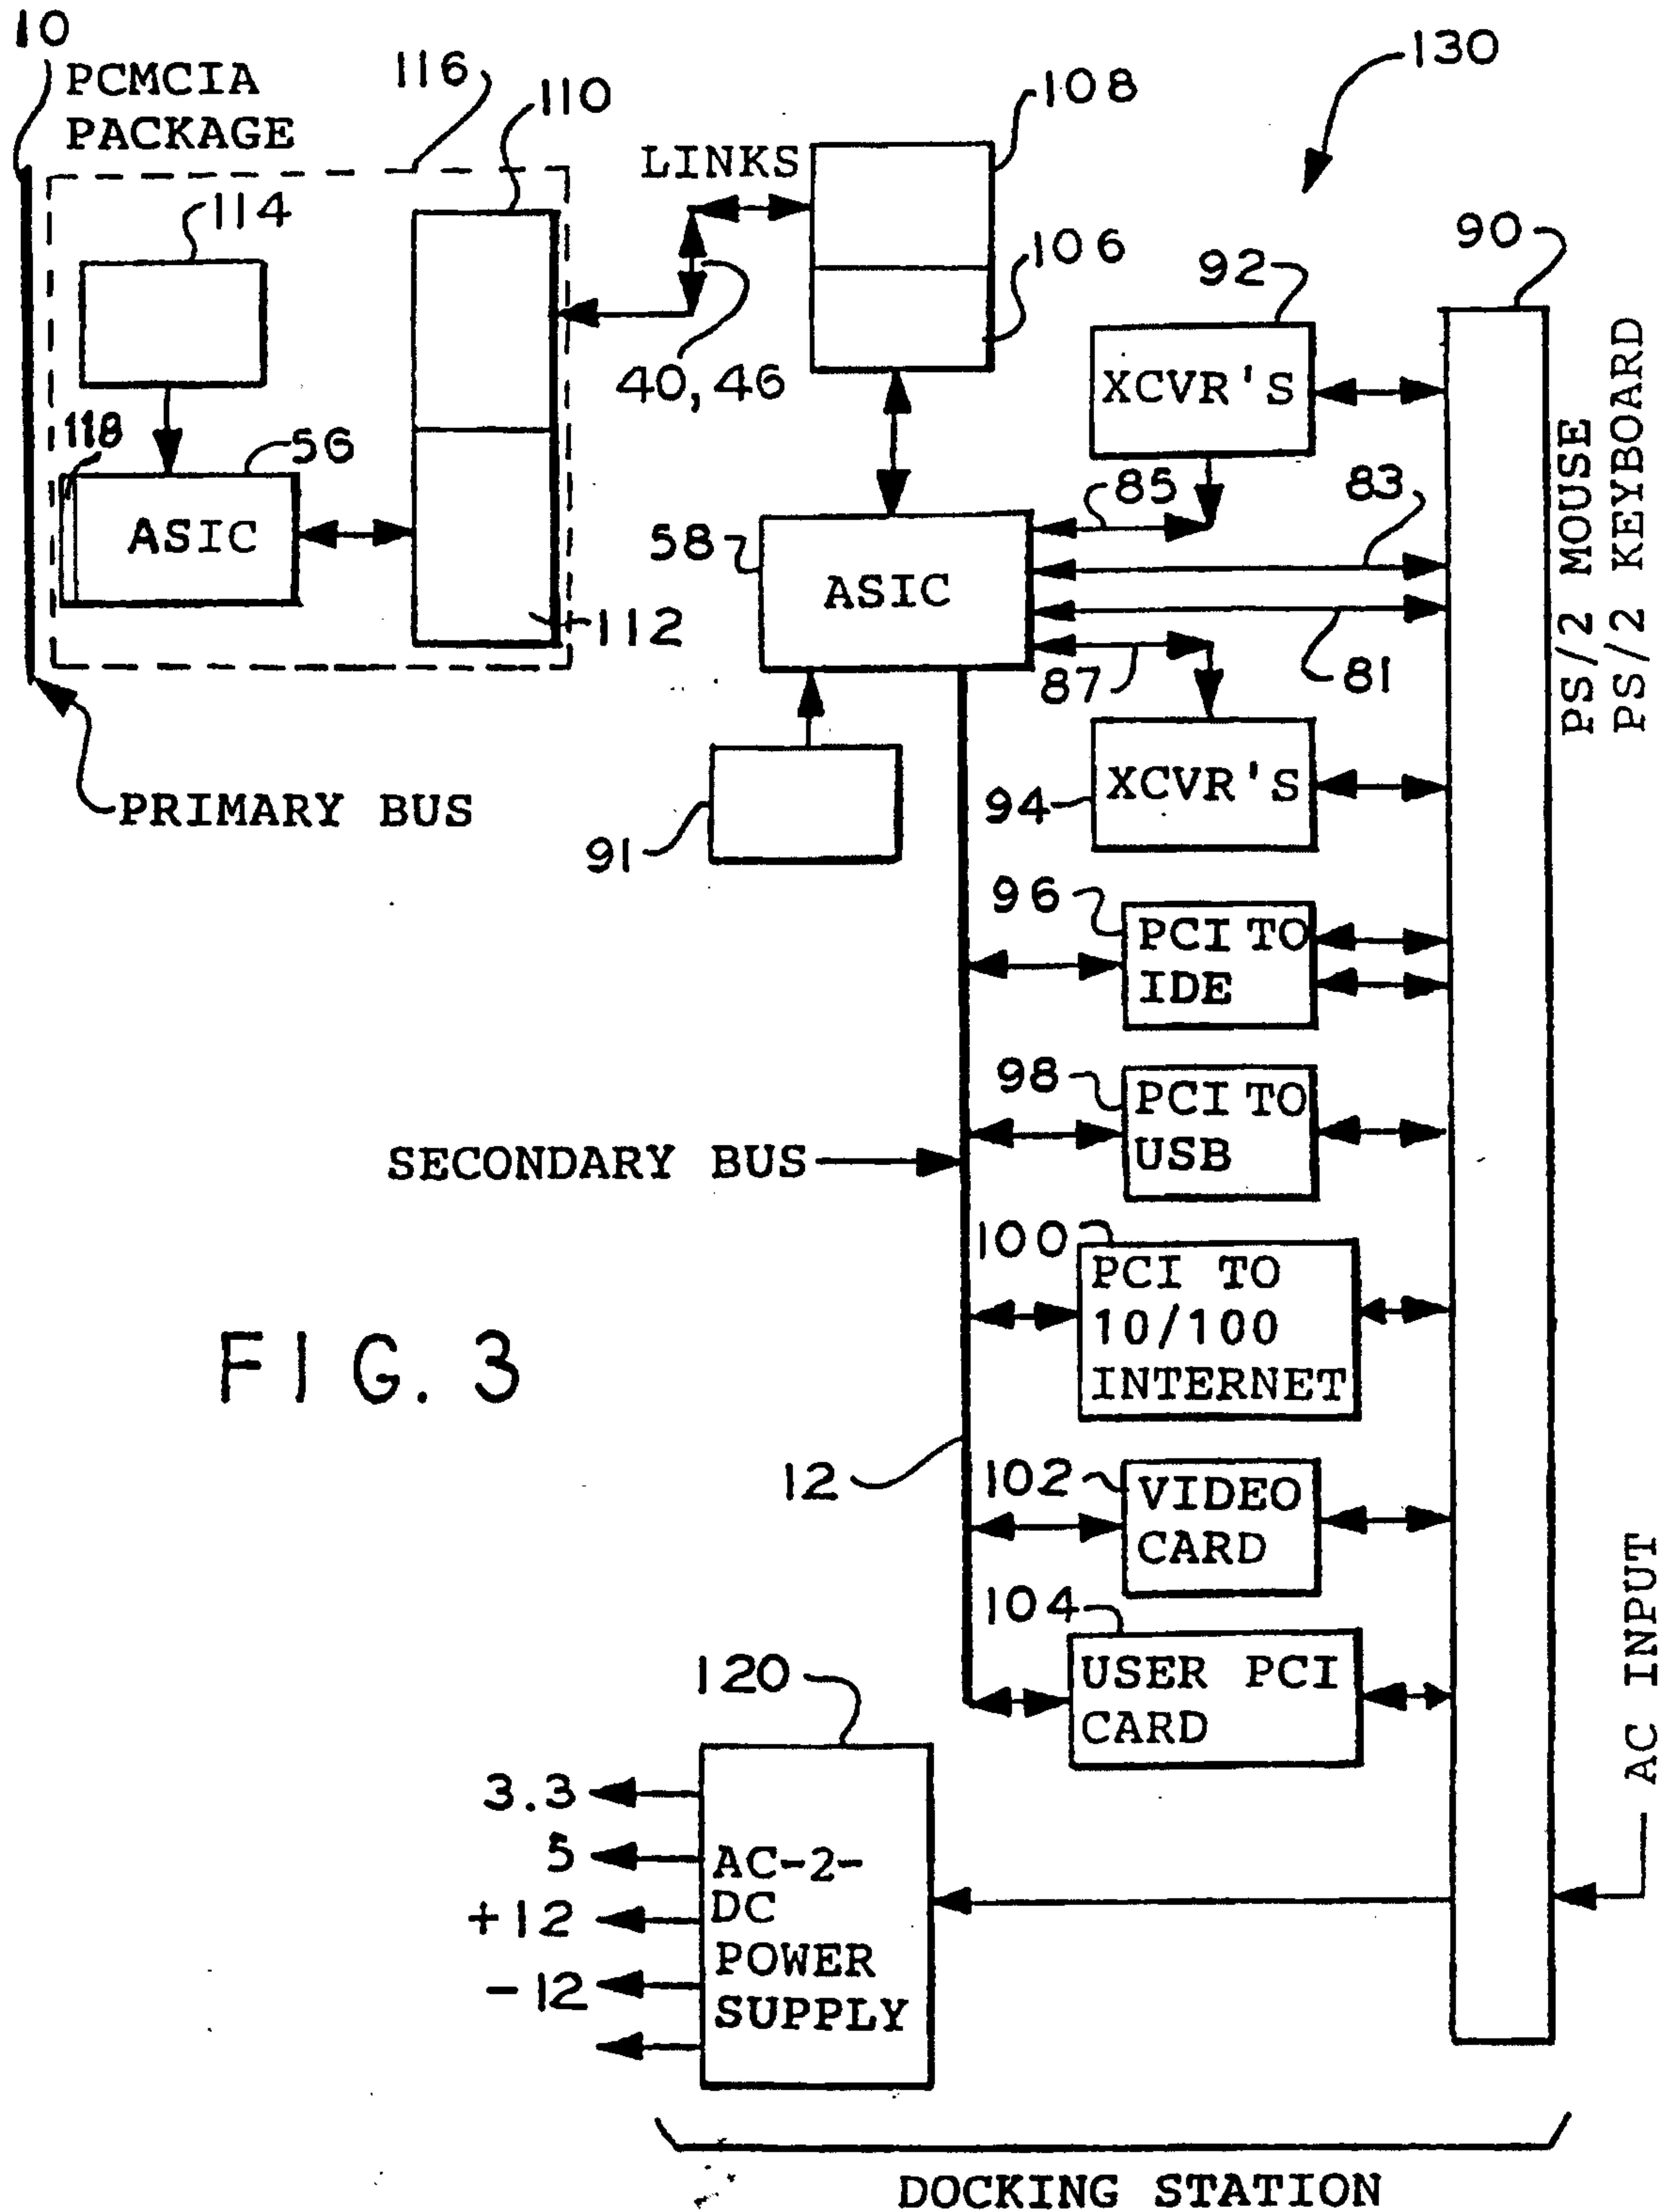 10
PCMCIA
PACKAGE
116
110
114
118
56
ASIC
112
PRIMARY BUS
LINKS
40, 46
108
106
130
90
92
XCVR'S
85
83
58
ASIC
81
87
91
94
XCVR'S
PS/2 MOUSE
PS/2 KEYBOARD
96
PCI TO
IDE
98
PCI TO
USB
SECONDARY BUS
100
PCI TO
10/100
INTERNET
FIG. 3
12
102
VIDEO
CARD
104
USER PCI
CARD
AC INPUT
120
3.3
5
+12
-12
AC-2-
DC
POWER
SUPPLY
DOCKING STATION